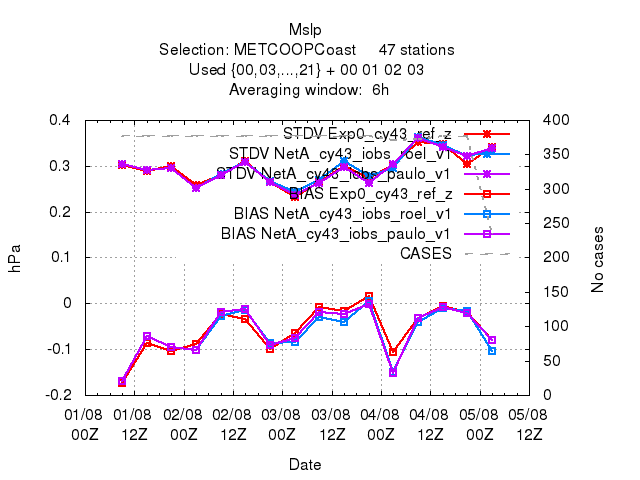 Mslp
Selection: METCOOPCoast 47 stations
Used {00,03,...,21} + 00 01 02 03
Averaging window: 6h
0.4
0.3
0.2
0.1
0
-0.1
-0.2
hPa
400
350
300
250
200
150
100
50
0
No cases
STDV Exp0_cy43_ref_z
STDV NetA_cy43_iobs_roel_v1
STDV NetA_cy43_iobs_paulo_v1
BIAS Exp0_cy43_ref_z
BIAS NetA_cy43_iobs_roel_v1
BIAS NetA_cy43_iobs_paulo_v1
CASES
01/08 01/08 02/08 02/08 03/08 03/08 04/08 04/08 05/08 05/08
00Z 12Z 00Z 12Z 00Z 12Z 00Z 12Z 00Z 12Z
Date